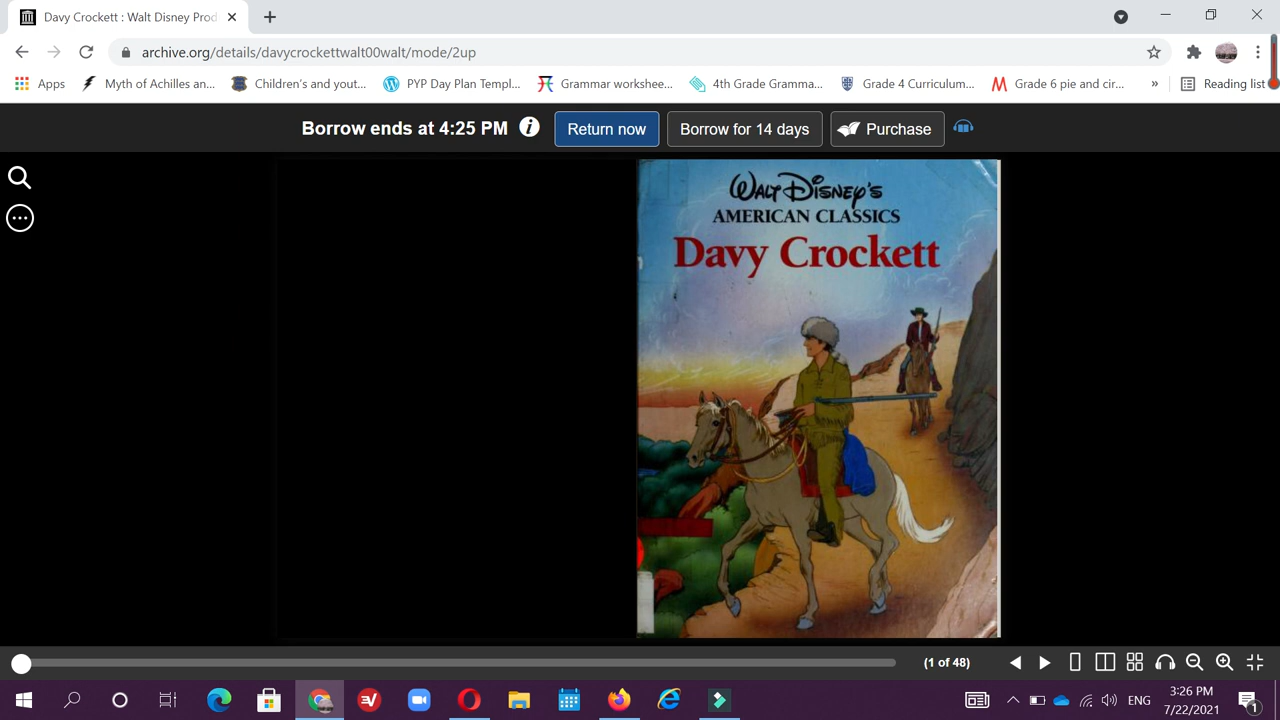 Davy Crockett : Walt Disney Prod
archive.org/details/davycrockettwalt00walt/mode/2up
Apps Myth of Achilles an... Children's and yout... PYP Day Plan Templ... Grammar workshee... 4th Grade Gramma... Grade 4 Curriculum... Grade 6 pie and cir... » Reading list
Borrow ends at 4:25 PM Return now Borrow for 14 days Purchase
WALT DISNEY'S
AMERICAN CLASSICS
Davy Crockett
(1 of 48)
ENG
3:26 PM
7/22/2021
1